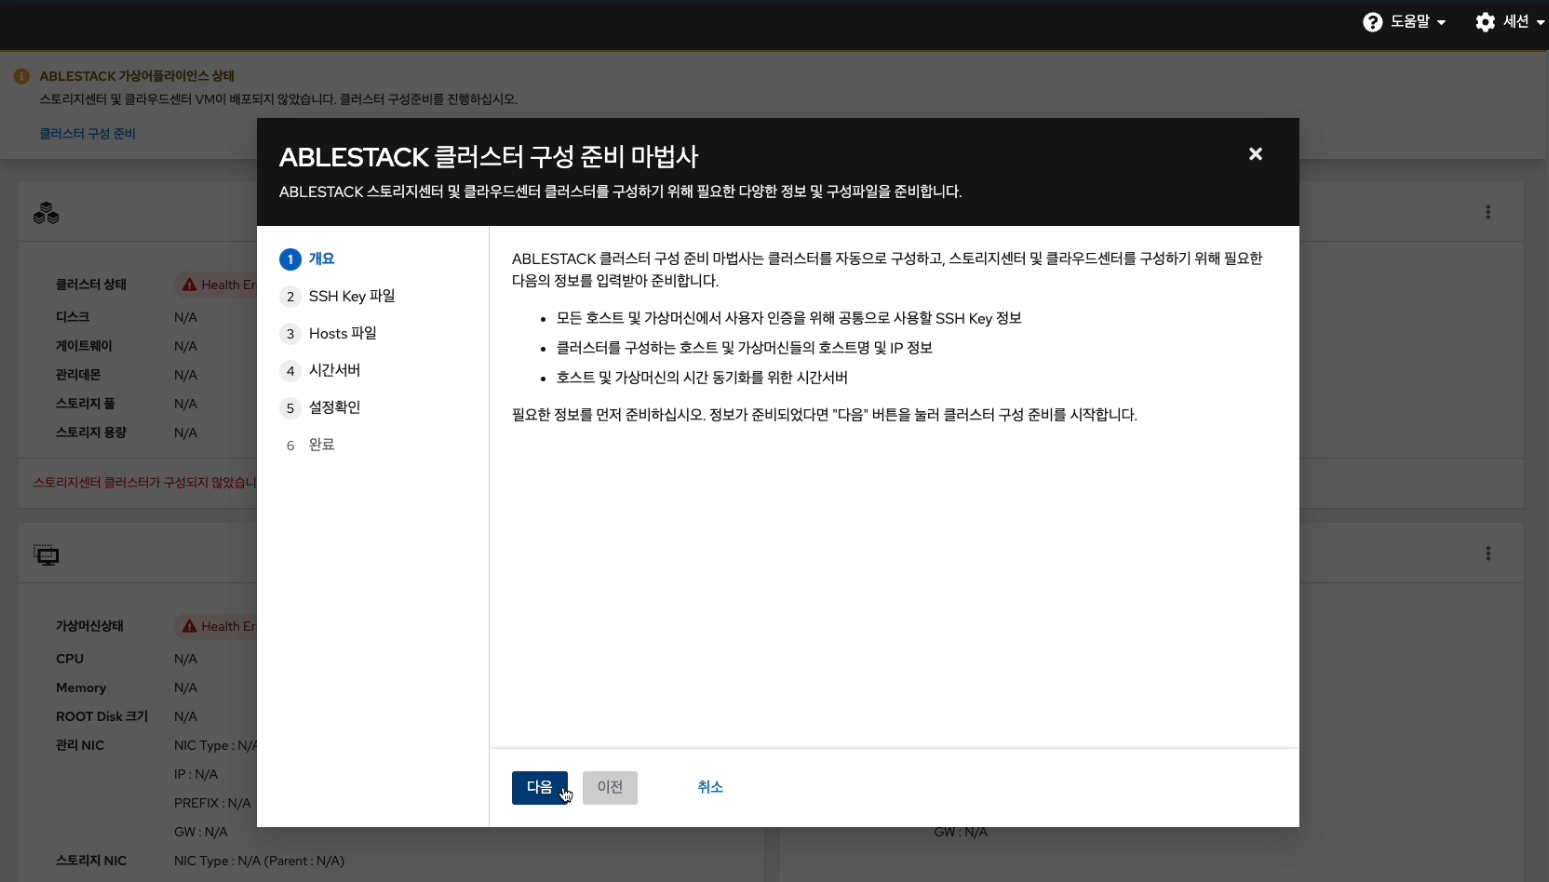 도움말
세션
ABLESTACK 가상어플라이언스 상태
스토리지센터 및 클라우드센터 VM이 배포되지 않았습니다. 클러스터 구성준비를 진행하십시오.
클러스터 구성 준비
ABLESTACK 클러스터 구성 준비 마법사
ABLESTACK 스토리지센터 및 클라우드센터 클러스터를 구성하기 위해 필요한 다양한 정보 및 구성파일을 준비합니다.
1 개요
2 SSH Key 파일
3 Hosts 파일
4 시간서버
5 설정확인
6 완료
ABLESTACK 클러스터 구성 준비 마법사는 클러스터를 자동으로 구성하고, 스토리지센터 및 클라우드센터를 구성하기 위해 필요한
다음의 정보를 입력받아 준비합니다.
• 모든 호스트 및 가상머신에서 사용자 인증을 위해 공통으로 사용할 SSH Key 정보
• 클러스터를 구성하는 호스트 및 가상머신들의 호스트명 및 IP 정보
• 호스트 및 가상머신의 시간 동기화를 위한 시간서버
필요한 정보를 먼저 준비하십시오. 정보가 준비되었다면 "다음" 버튼을 눌러 클러스터 구성 준비를 시작합니다.
다음 이전 취소
클러스터 상태 Health Er
디스크 N/A
게이트웨이 N/A
관리데몬 N/A
스토리지 풀 N/A
스토리지 용량 N/A
스토리지센터 클러스터가 구성되지 않았습니
가상머신상태 Health Er
CPU N/A
Memory N/A
ROOT Disk 크기 N/A
관리 NIC NIC Type : N/A
IP : N/A
PREFIX : N/A
GW : N/A
스토리지 NIC NIC Type : N/A (Parent : N/A)
GW : N/A